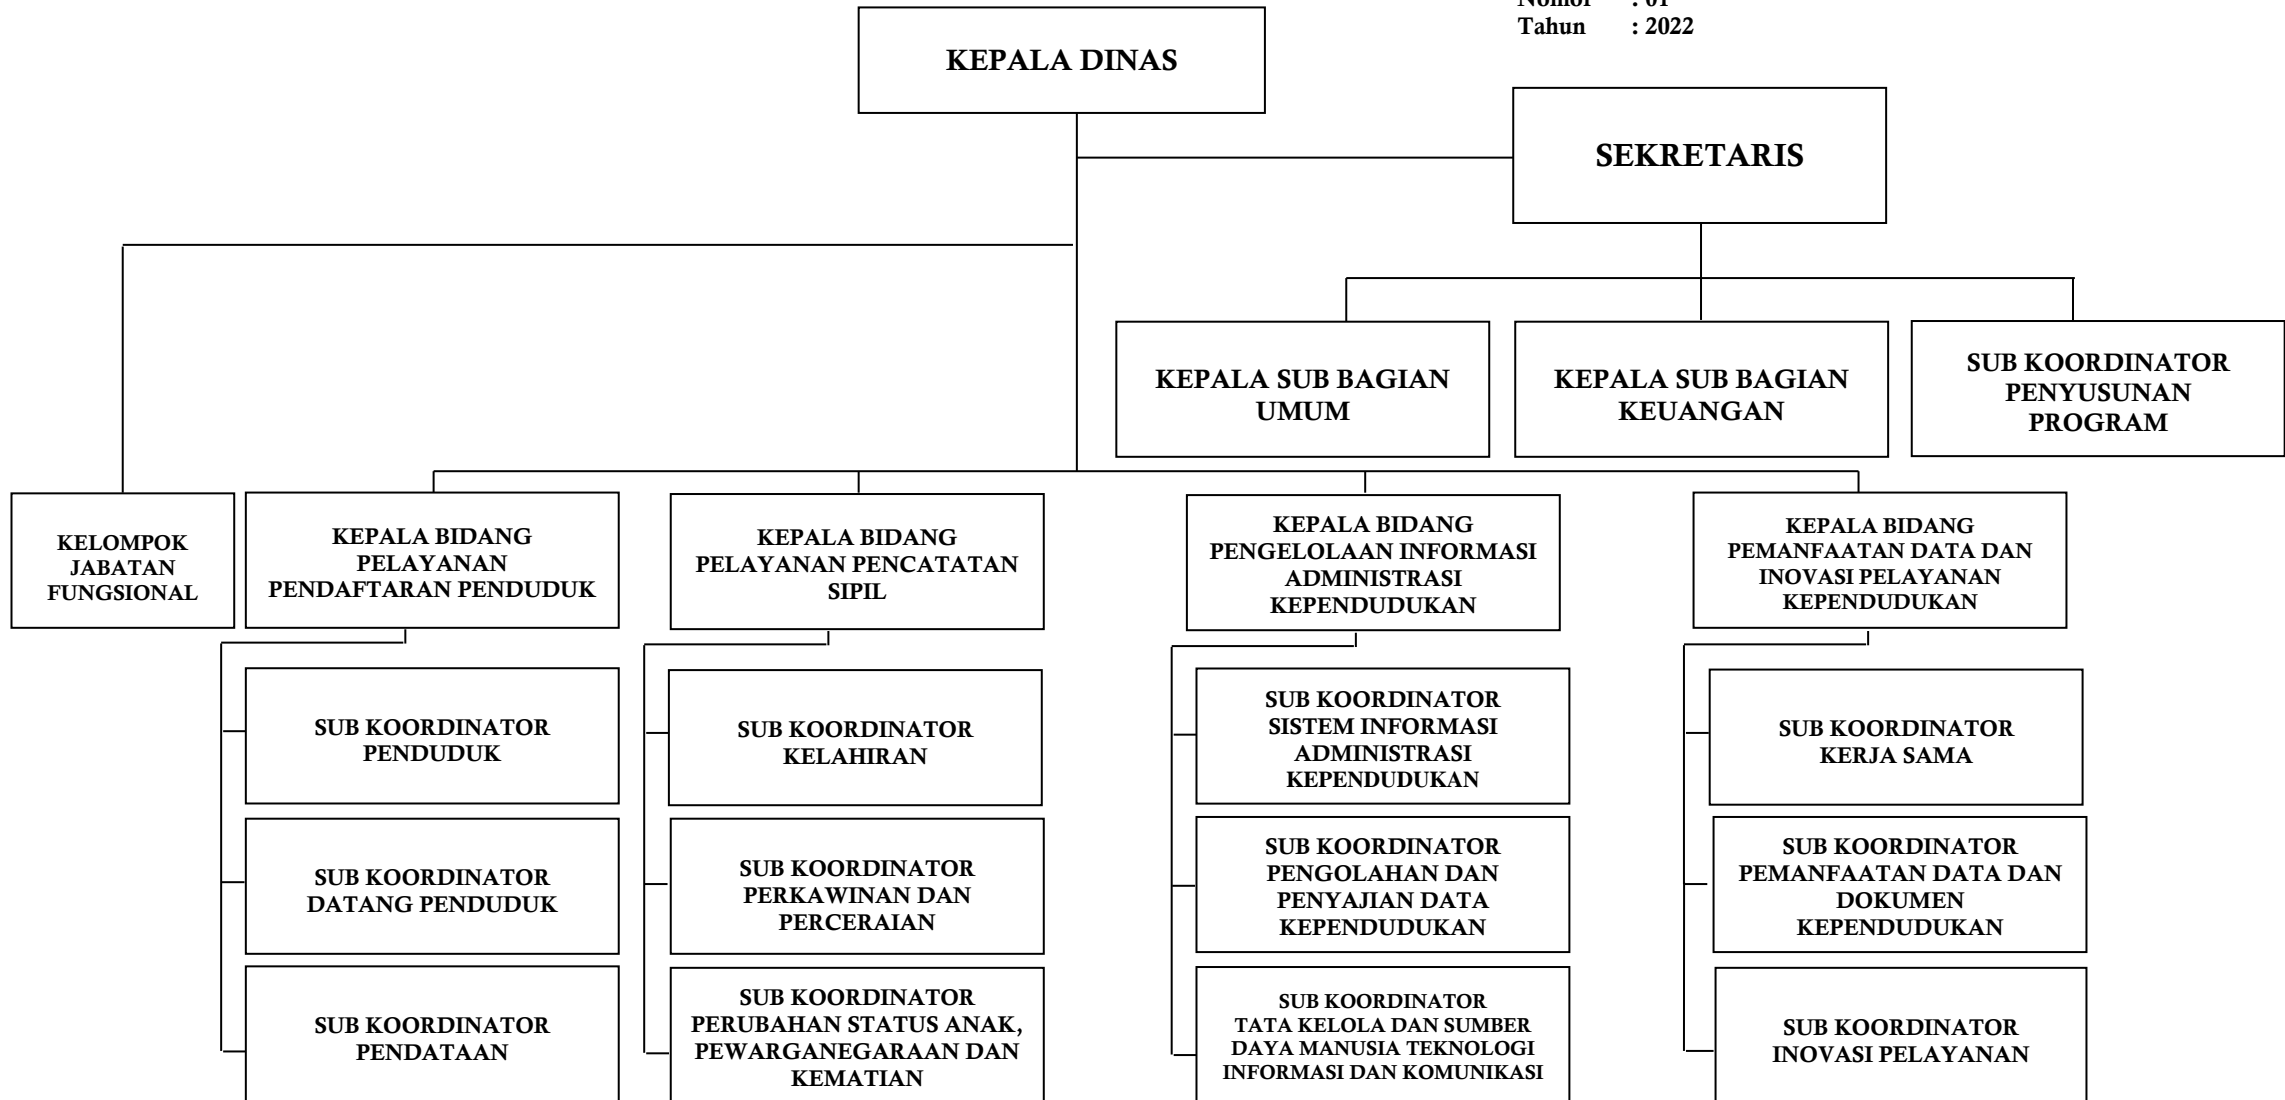 Nomor : 01
Tahun : 2022
KEPALA DINAS
SEKRETARIS
KEPALA SUB BAGIAN
UMUM
KEPALA SUB BAGIAN
KEUANGAN
SUB KOORDINATOR
PENYUSUNAN
PROGRAM
KELOMPOK
JABATAN
FUNGSIONAL
KEPALA BIDANG
PELAYANAN
PENDAFTARAN PENDUDUK
KEPALA BIDANG
PELAYANAN PENCATATAN
SIPIL
KEPALA BIDANG
PENGELOLAAN INFORMASI
ADMINISTRASI
KEPENDUDUKAN
KEPALA BIDANG
PEMANFAATAN DATA DAN
INOVASI PELAYANAN
KEPENDUDUKAN
SUB KOORDINATOR
PENDUDUK
SUB KOORDINATOR
KELAHIRAN
SUB KOORDINATOR
SISTEM INFORMASI
ADMINISTRASI
KEPENDUDUKAN
SUB KOORDINATOR
KERJA SAMA
SUB KOORDINATOR
DATANG PENDUDUK
SUB KOORDINATOR
PERKAWINAN DAN
PERCERAIAN
SUB KOORDINATOR
PENGOLAHAN DAN
PENYAJIAN DATA
KEPENDUDUKAN
SUB KOORDINATOR
PEMANFAATAN DATA DAN
DOKUMEN
KEPENDUDUKAN
SUB KOORDINATOR
PENDATAAN
SUB KOORDINATOR
PERUBAHAN STATUS ANAK,
PEWARGANEGARAAN DAN
KEMATIAN
SUB KOORDINATOR
TATA KELOLA DAN SUMBER
DAYA MANUSIA TEKNOLOGI
INFORMASI DAN KOMUNIKASI
SUB KOORDINATOR
INOVASI PELAYANAN